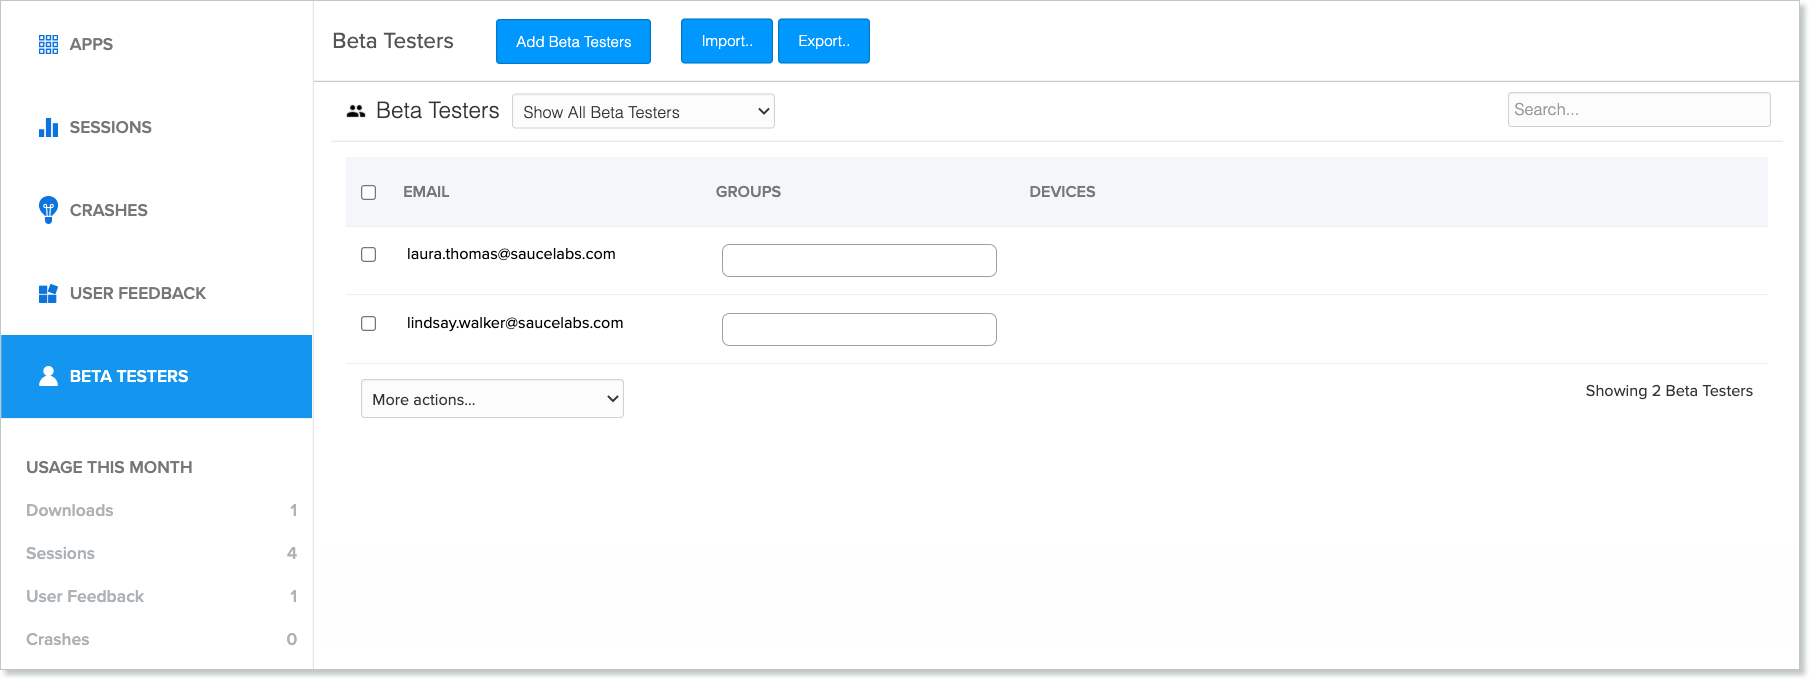 APPS
SESSIONS
CRASHES
USER FEEDBACK
BETA TESTERS
USAGE THIS MONTH
Downloads 1
Sessions 4
User Feedback 1
Crashes 0
Beta Testers Add Beta Testers Import.. Export..
Beta Testers Show All Beta Testers Search...
EMAIL GROUPS DEVICES
laura.thomas@saucelabs.com
lindsay.walker@saucelabs.com
More actions... Showing 2 Beta Testers